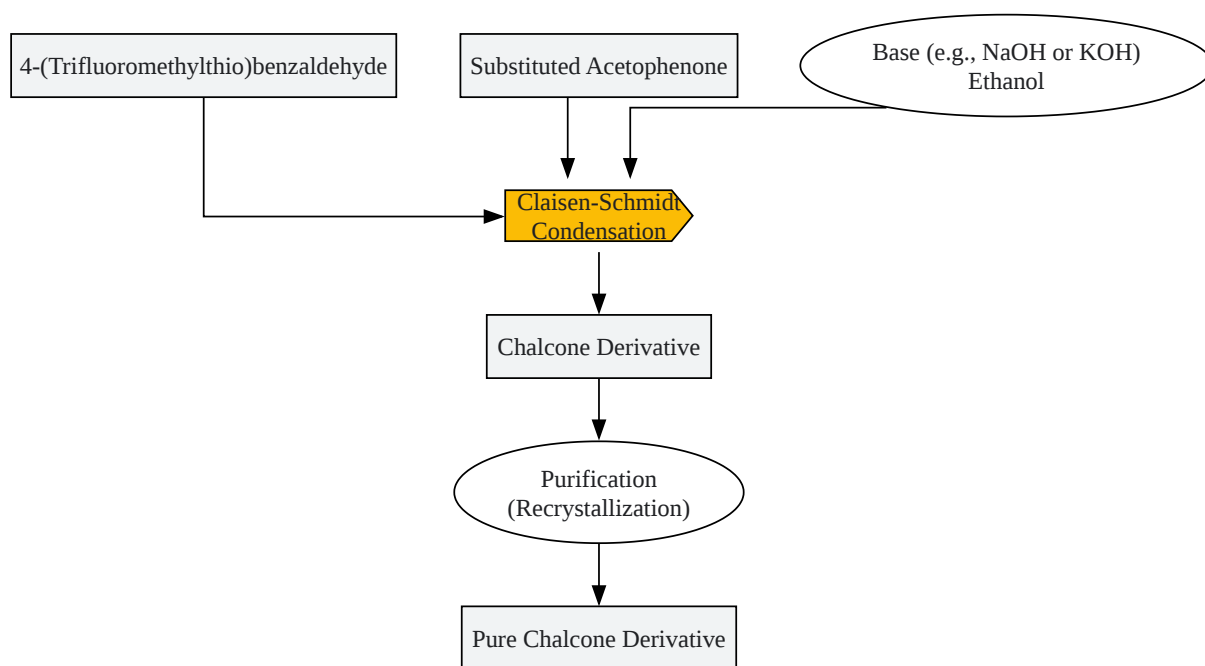 4-(Trifluoromethylthio)benzaldehyde
Substituted Acetophenone
Base (e.g., NaOH or KOH)
Ethanol
Claisen-Schmidt
Condensation
Chalcone Derivative
Purification
(Recrystallization)
Pure Chalcone Derivative